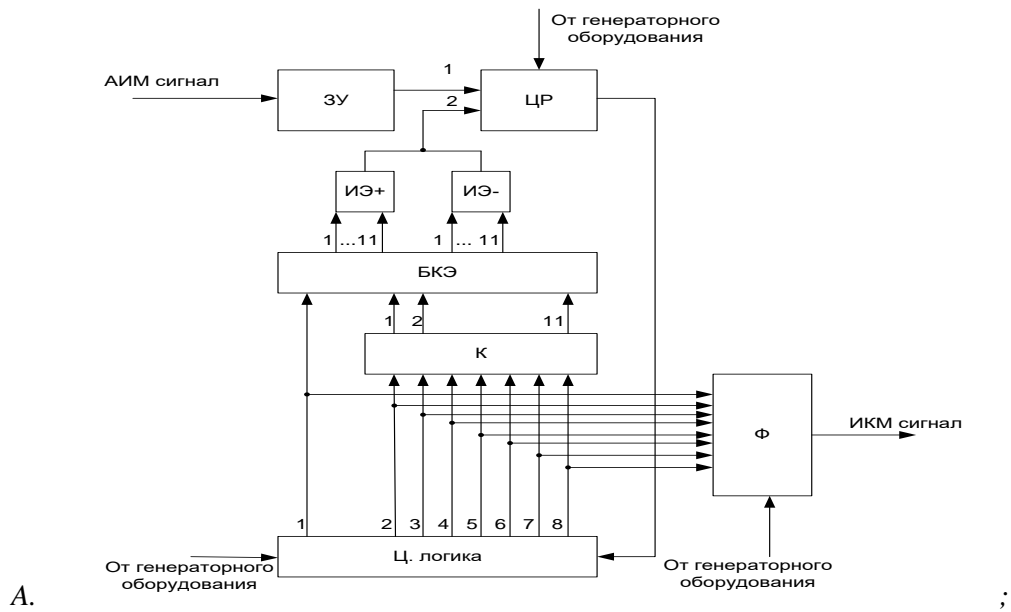 От генераторного
оборудования
АИМ сигнал
ЗУ
1
2
ЦР
ИЭ+
ИЭ-
1 ...11
1 ... 11
БКЭ
1 2 11
К
Ф
ИКМ сигнал
1 2 3 4 5 6 7 8
Ц. логика
От генераторного
оборудования
От генераторного
оборудования
А. ;